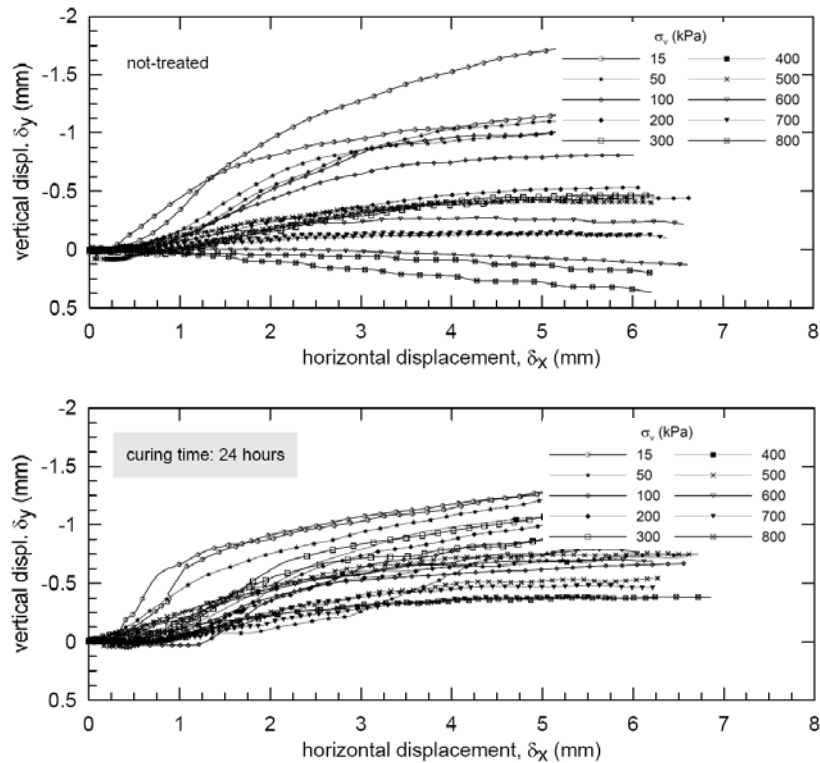 -2
-1.5
-1
-0.5
0
0.5
vertical displ. δy (mm)
not-treated
σv (kPa)
15 400
50 500
100 600
200 700
300 800
0 1 2 3 4 5 6 7 8
horizontal displacement, δx (mm)
-2
-1.5
-1
-0.5
0
0.5
vertical displ. δy (mm)
curing time: 24 hours
σv (kPa)
15 400
50 500
100 600
200 700
300 800
0 1 2 3 4 5 6 7 8
horizontal displacement, δx (mm)